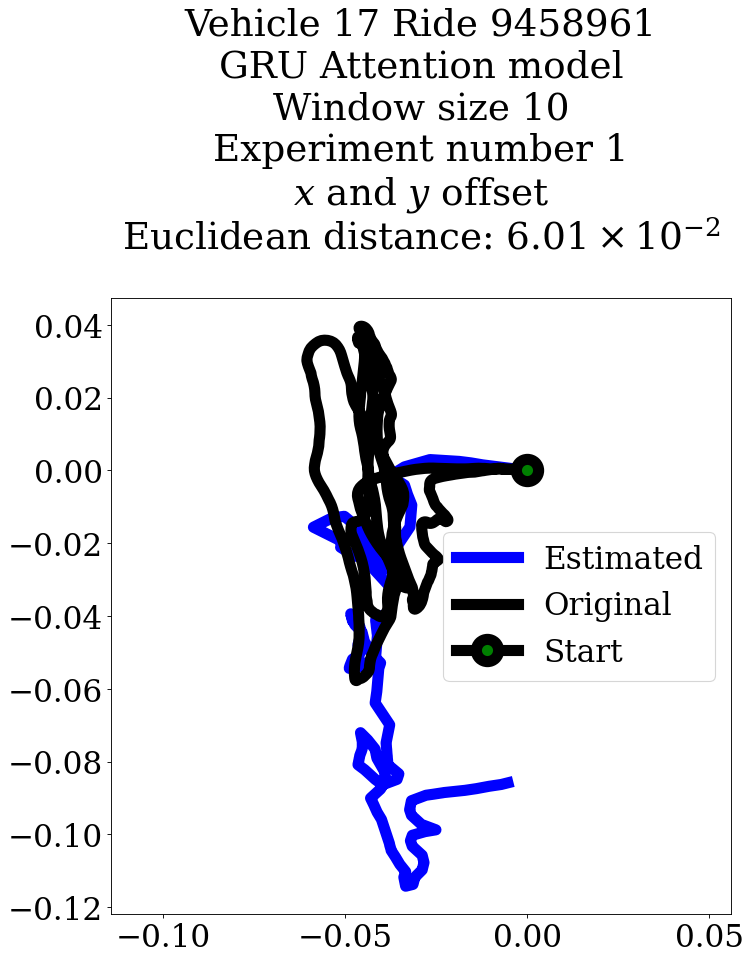 Vehicle 17 Ride 9458961
GRU Attention model
Window size 10
Experiment number 1
x and y offset
Euclidean distance: 6.01 × 10⁻²
0.04
0.02
0.00
−0.02
−0.04
−0.06
−0.08
−0.10
−0.12
Estimated
Original
Start
−0.10 −0.05 0.00 0.05